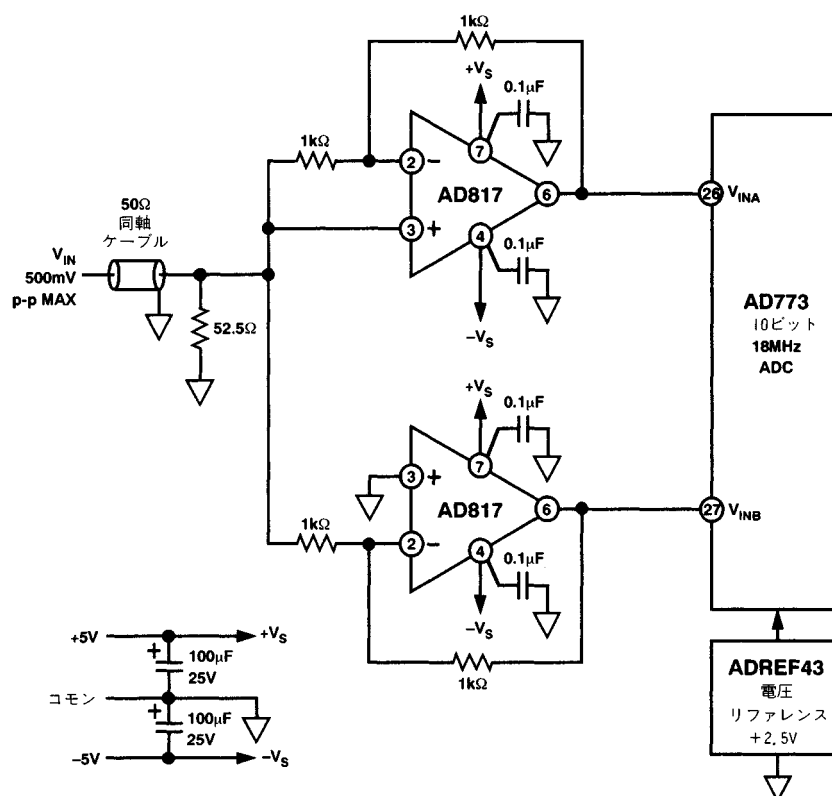 1kΩ
+VS
0.1µF
1kΩ
2
−
7
AD817
6
3
+
4
0.1µF
−VS
50Ω
同軸
ケーブル
VIN
500mV
p-p MAX
52.5Ω
26
VINA
AD773
10ビット
18MHz
ADC
+VS
0.1µF
7
3
+
AD817
6
1kΩ
2
−
4
0.1µF
−VS
1kΩ
27
VINB
+5V
+VS
+
100µF
25V
コモン
+
100µF
25V
−5V
−VS
ADREF43
電圧
リファレンス
+2.5V